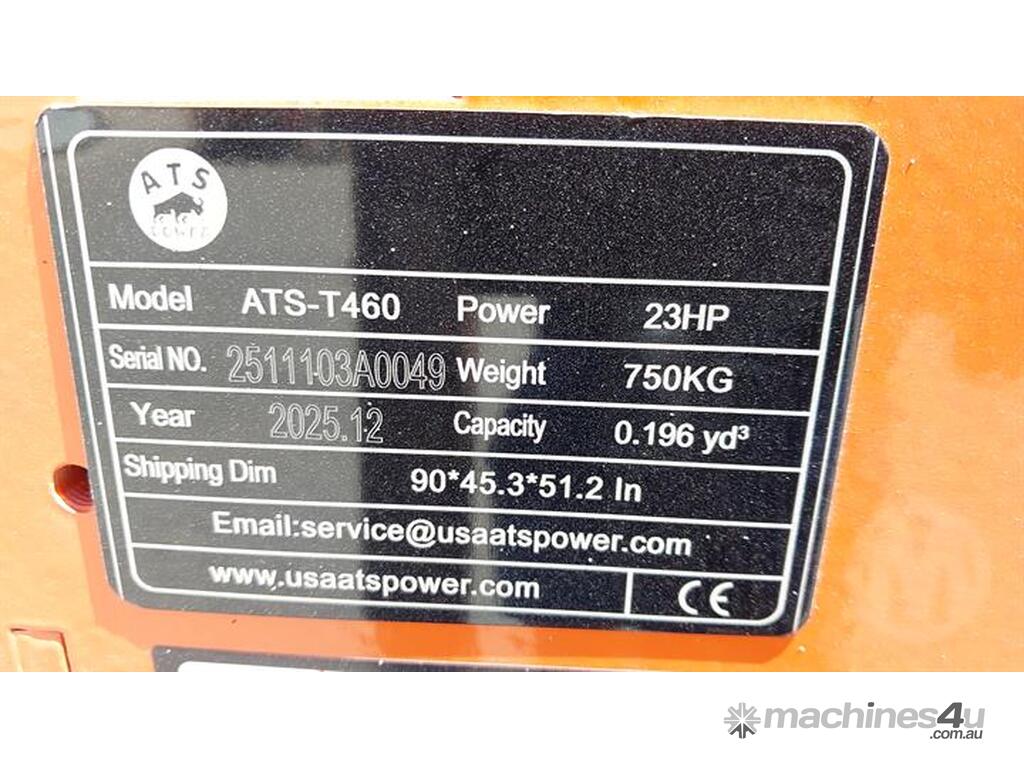 ATS
POWER
Model ATS-T460 Power 23HP
Serial NO. 2511103A0049 Weight 750KG
Year 2025.12 Capacity 0.196 yd³
Shipping Dim 90*45.3*51.2 In
Email:service@usaatspower.com
www.usaatspower.com CE
machines4u
.com.au